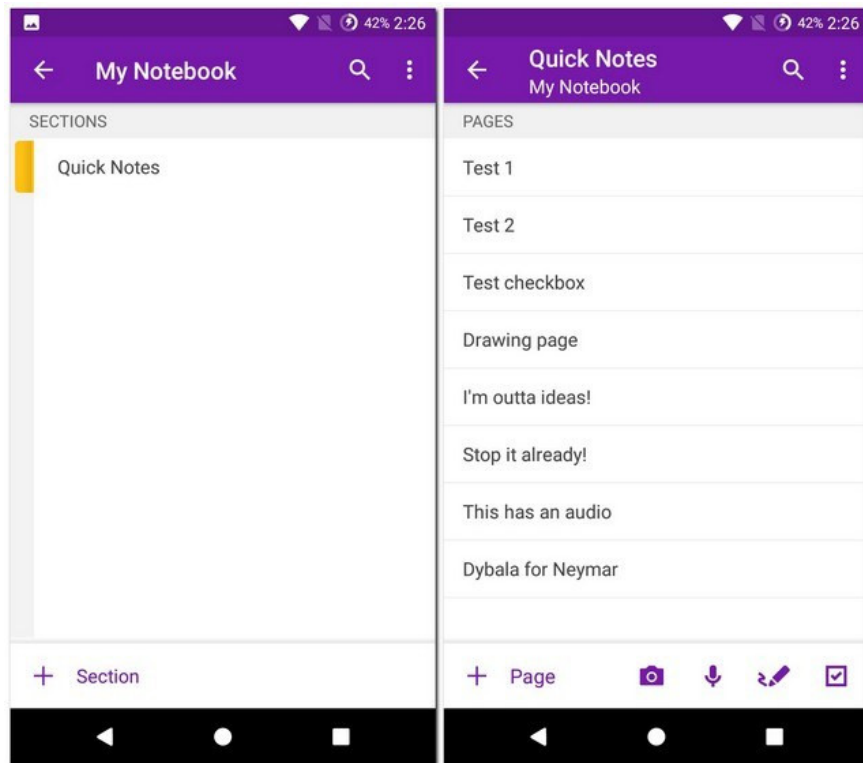 42% 2:26
My Notebook
SECTIONS
Quick Notes
+ Section
42% 2:26
Quick Notes
My Notebook
PAGES
Test 1
Test 2
Test checkbox
Drawing page
I'm outta ideas!
Stop it already!
This has an audio
Dybala for Neymar
+ Page